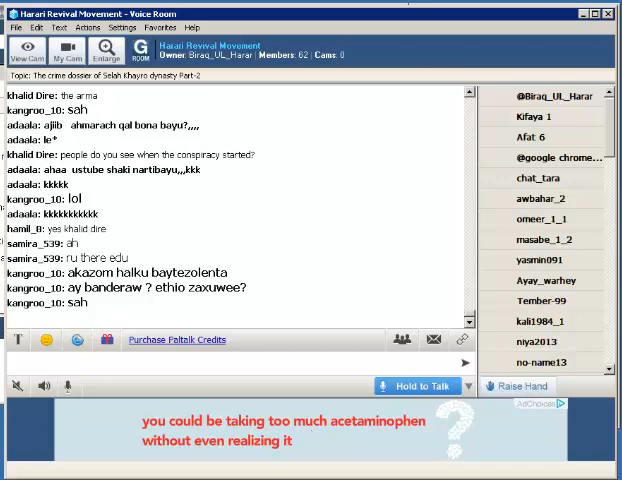 Harari Revival Movement - Voice Room
File Edit Text Actions Settings Favorites Help
View Cam My Cam Enlarge G ROOM
Harari Revival Movement
Owner: Biraq_UL_Harar | Members: 62 | Cams: 0
Topic: The crime dossier of Selah Khayro dynasty Part-2
khalid Dire: the arma
kangroo_10: sah
adaala: ajiib ahmarach qal bona bayu?,,,,
adaala: le*
khalid Dire: people do you see when the conspiracy started?
adaala: ahaa ustube shaki nartibayu,,,kkk
adaala: kkkkk
kangroo_10: lol
adaala: kkkkkkkkkkk
hamil_8: yes khalid dire
samira_539: ah
samira_539: ru there edu
kangroo_10: akazom halku baytezolenta
kangroo_10: ay banderaw ? ethio zaxuwee?
kangroo_10: sah
@Biraq_UL_Harar
Kifaya 1
Afat 6
@google chrome...
chat_tara
awbahar_2
omeer_1_1
masabe_1_2
yasmin091
Ayay_warhey
Tember-99
kali1984_1
niya2013
no-name13
T Purchase Paltalk Credits
Hold to Talk Raise Hand
AdChoices
you could be taking too much acetaminophen
without even realizing it
?